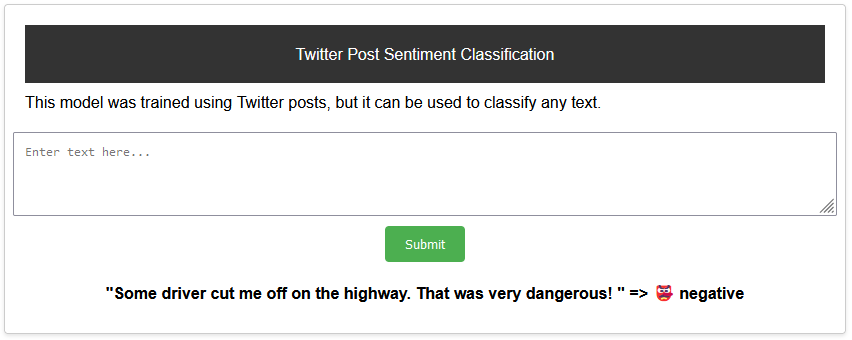 Twitter Post Sentiment Classification
This model was trained using Twitter posts, but it can be used to classify any text.
Enter text here...
Submit
"Some driver cut me off on the highway. That was very dangerous! " => 👹 negative